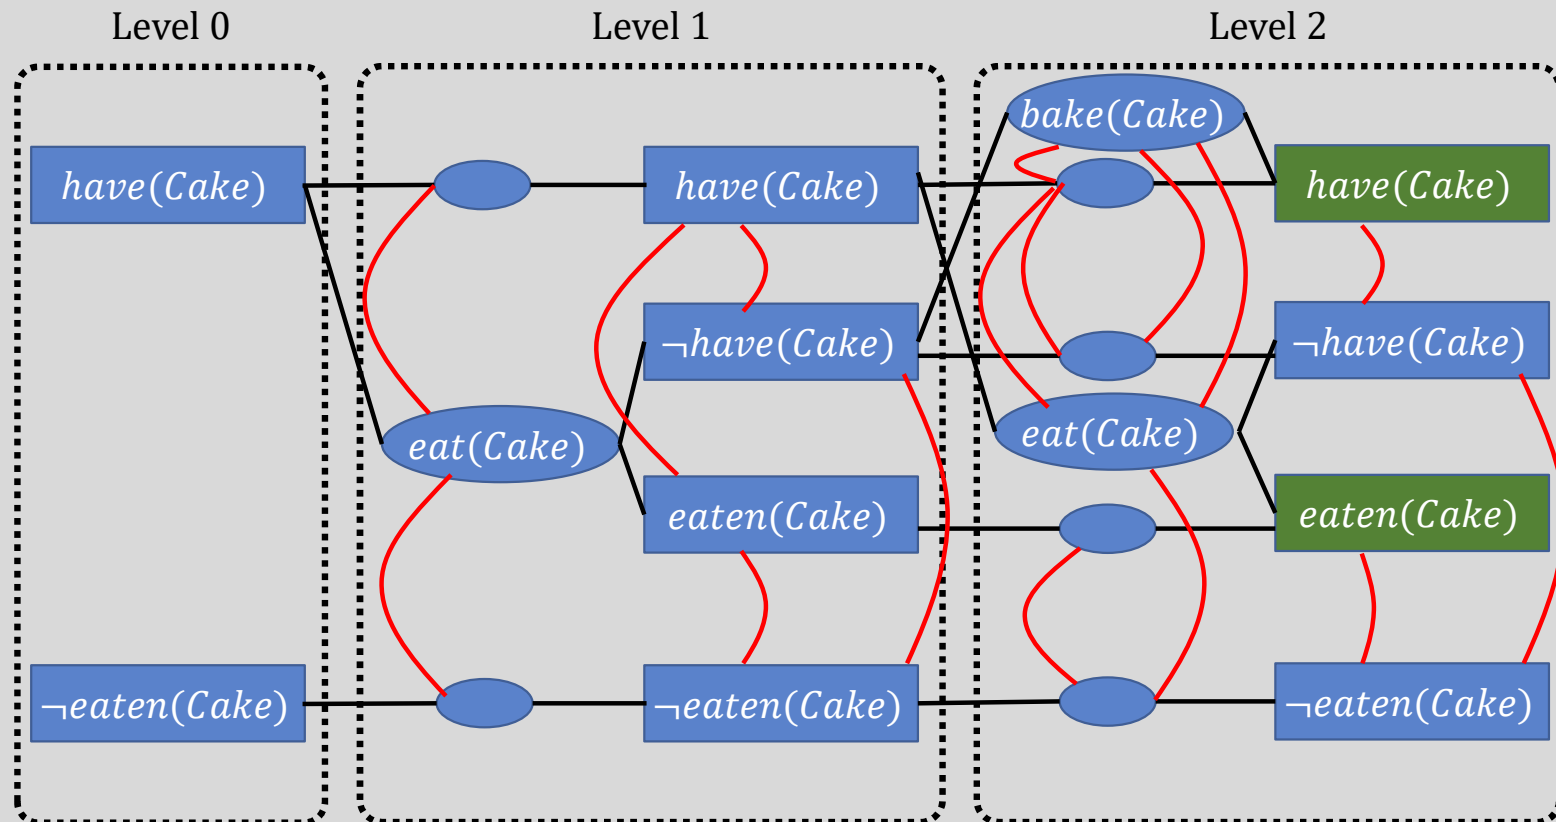 Level 0
Level 1
Level 2
have(Cake)
¬eaten(Cake)
eat(Cake)
have(Cake)
¬have(Cake)
eaten(Cake)
¬eaten(Cake)
bake(Cake)
eat(Cake)
have(Cake)
¬have(Cake)
eaten(Cake)
¬eaten(Cake)